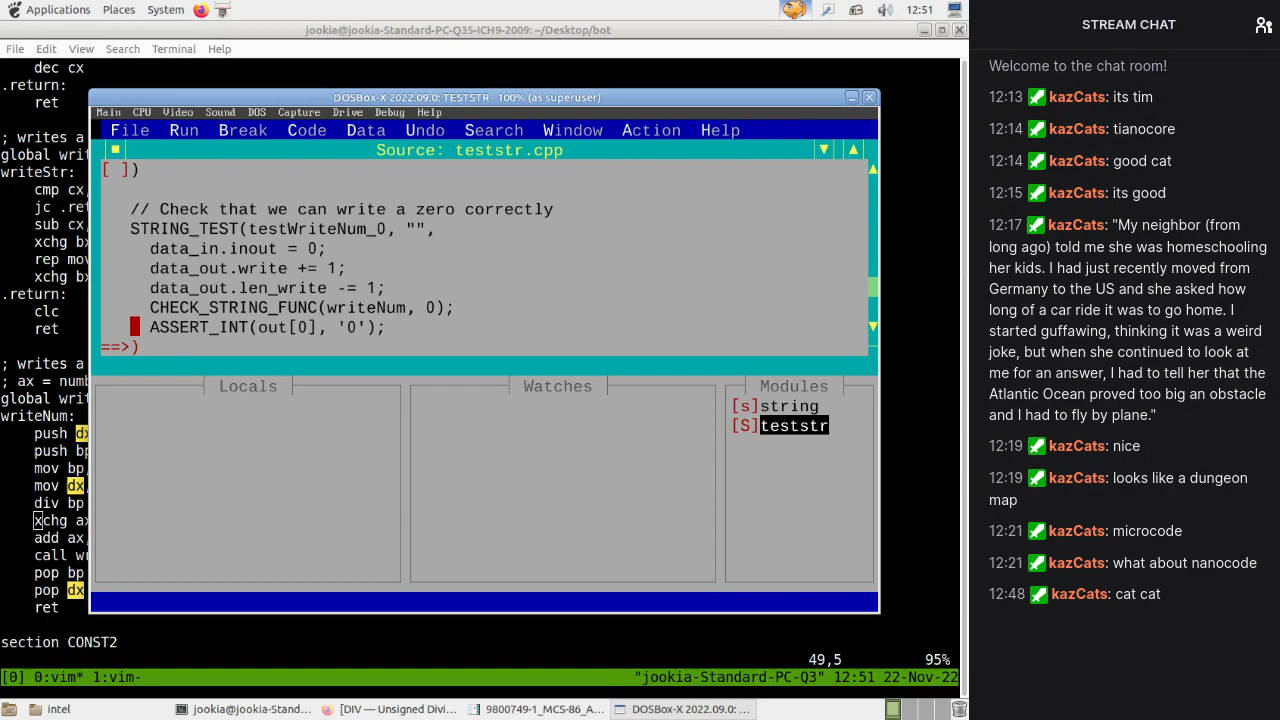 Applications Places System 12:51
jookia@jookia-Standard-PC-Q35-ICH9-2009: ~/Desktop/bot
File Edit View Search Terminal Help
dec cx
.return:
ret
; writes a
global writ
writeStr:
cmp cx,
jc .ret
sub cx,
xchg bx
rep mov
xchg bx
.return:
clc
ret
; writes a
; ax = numb
global writ
writeNum:
push dx
push bp
mov bp,
mov dx,
div bp
xchg ax
add ax,
call wr
pop bp
pop dx
ret
section CONST2
49,5 95%
[0] 0:vim* 1:vim- "jookia-Standard-PC-Q3" 12:51 22-Nov-22
DOSBox-X 2022.09.0: TESTSTR - 100% (as superuser)
Main CPU Video Sound DOS Capture Drive Debug Help
File Run Break Code Data Undo Search Window Action Help
Source: teststr.cpp
[ ])
// Check that we can write a zero correctly
STRING_TEST(testWriteNum_0, "",
data_in.inout = 0;
data_out.write += 1;
data_out.len_write -= 1;
CHECK_STRING_FUNC(writeNum, 0);
ASSERT_INT(out[0], '0');
==>)
Locals Watches Modules
[s]string
[S]teststr
intel jookia@jookia-Standa... [DIV — Unsigned Divi... 9800749-1_MCS-86_A... DOSBox-X 2022.09.0: ...
STREAM CHAT
Welcome to the chat room!
12:13 kazCats: its tim
12:14 kazCats: tianocore
12:14 kazCats: good cat
12:15 kazCats: its good
12:17 kazCats: "My neighbor (from
long ago) told me she was homeschooling
her kids. I had just recently moved from
Germany to the US and she asked how
long of a car ride it was to go home. I
started guffawing, thinking it was a weird
joke, but when she continued to look at
me for an answer, I had to tell her that the
Atlantic Ocean proved too big an obstacle
and I had to fly by plane."
12:19 kazCats: nice
12:19 kazCats: looks like a dungeon
map
12:21 kazCats: microcode
12:21 kazCats: what about nanocode
12:48 kazCats: cat cat